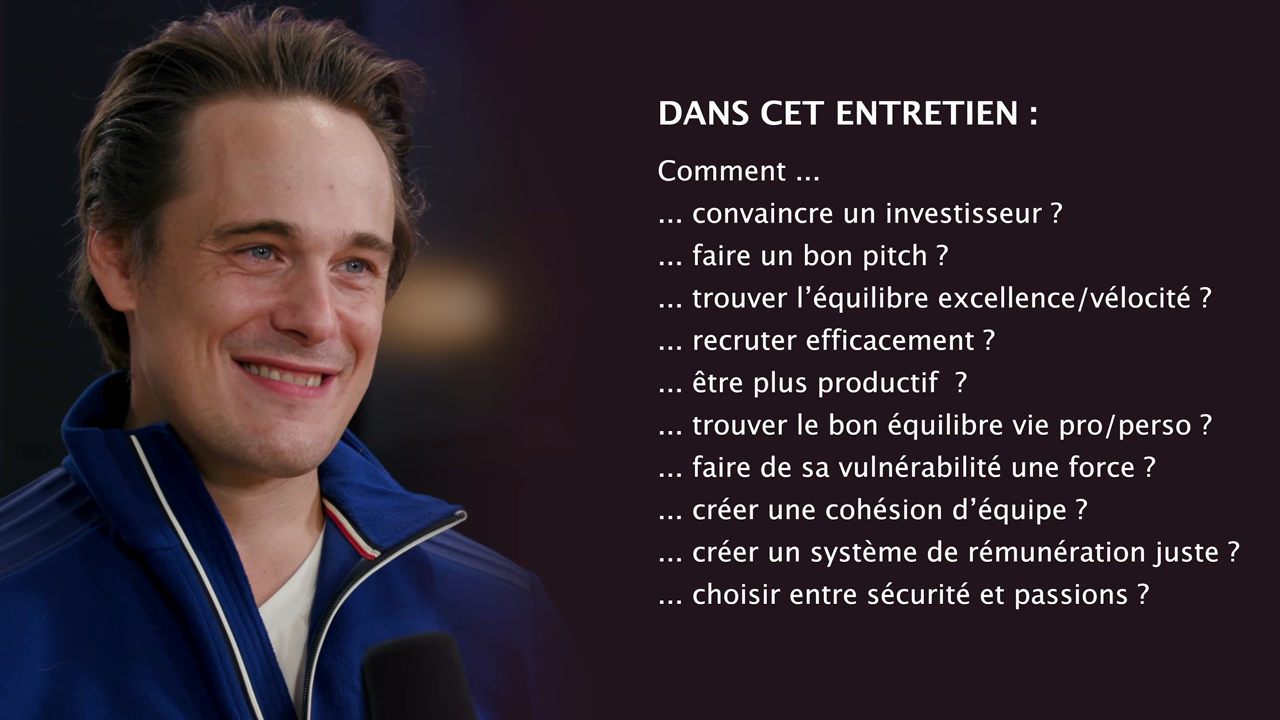 DANS CET ENTRETIEN :
Comment ...
... convaincre un investisseur ?
... faire un bon pitch ?
... trouver l’équilibre excellence/vélocité ?
... recruter efficacement ?
... être plus productif  ?
... trouver le bon équilibre vie pro/perso ?
... faire de sa vulnérabilité une force ?
... créer une cohésion d’équipe ?
... créer un système de rémunération juste ?
... choisir entre sécurité et passions ?